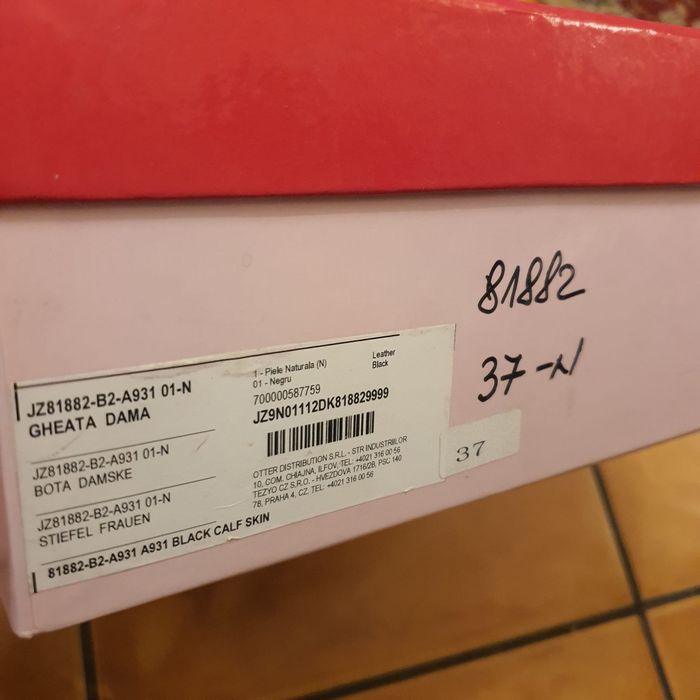 81882
37-N
JZ81882-B2-A931 01-N
GHEATA DAMA
JZ81882-B2-A931 01-N
BOTA DAMSKE
JZ81882-B2-A931 01-N
STIEFEL FRAUEN
81882-B2-A931 A931 BLACK CALF SKIN
1 - Piele Naturala (N) Leather
01 - Negru Black
700000587759
JZ9N01112DK818829999
OTTER DISTRIBUTION S.R.L. - STR INDUSTRIILOR
10, COM. CHIAJNA, ILFOV, TEL: +4021 316 00 56
TEZYO CZ S.R.O. - HVEZDOVA 1716/2B, PSC 140
78, PRAHA 4, CZ, TEL: +4021 316 00 56
37